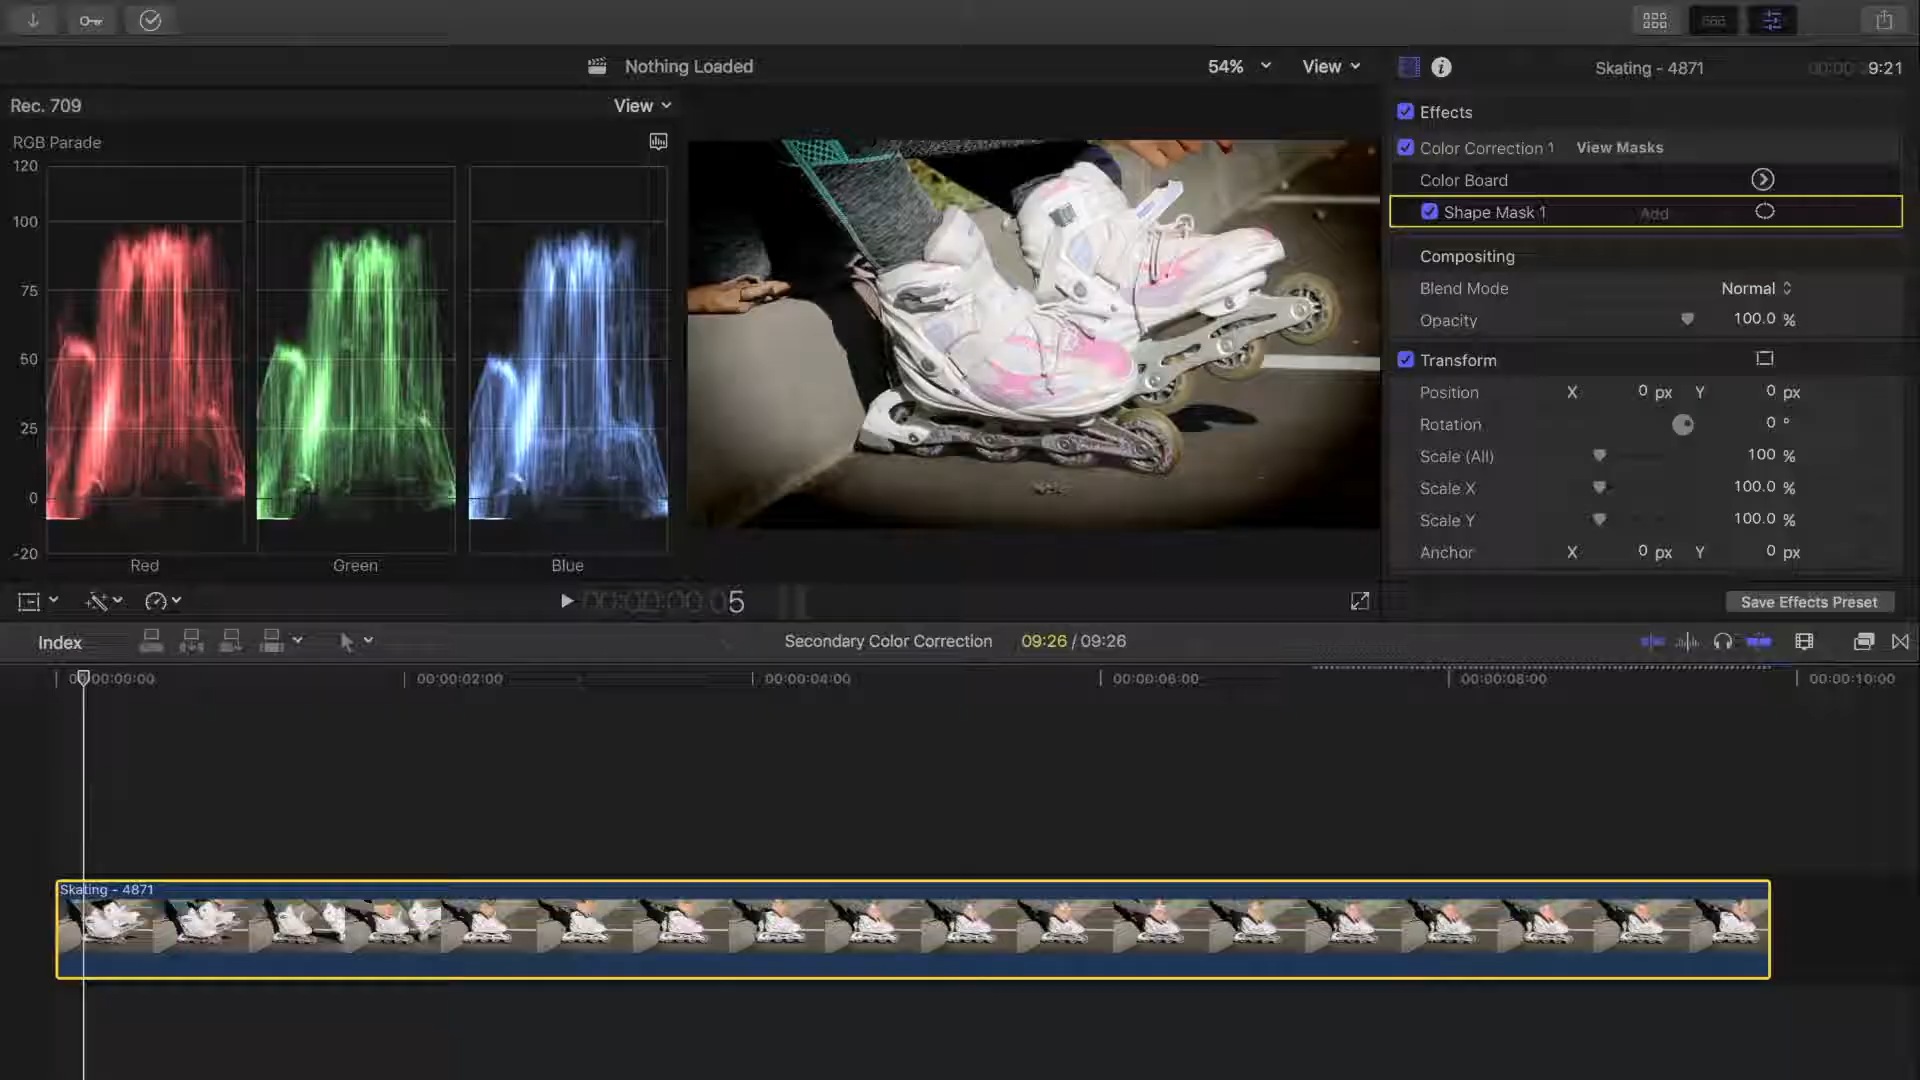 Nothing Loaded
54%
View
Skating - 4871
9:21
Rec. 709
View
Effects
RGB Parade
Color Correction 1
View Masks
Color Board
Shape Mask 1
Add
120
100
75
50
25
0
-20
Red
Green
Blue
Compositing
Blend Mode
Normal
Opacity
100.0 %
Transform
Position
X
0 px
Y
0 px
Rotation
0 °
Scale (All)
100 %
Scale X
100.0 %
Scale Y
100.0 %
Anchor
X
0 px
Y
0 px
Save Effects Preset
Index
Secondary Color Correction
09:26 / 09:26
00:00:02:00
00:00:04:00
00:00:06:00
00:00:08:00
00:00:10:00
Skating - 4871